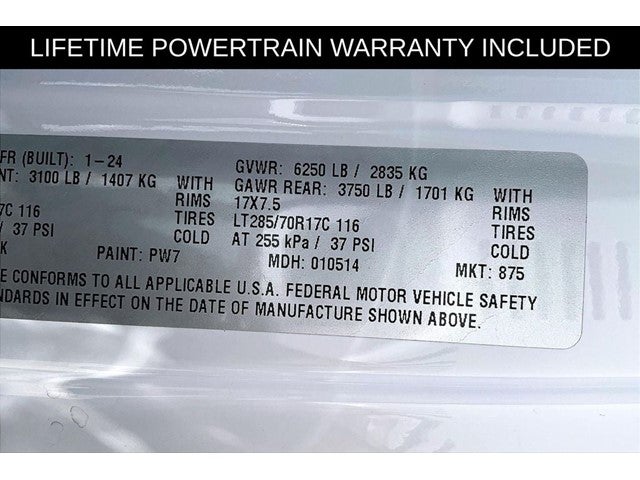 LIFETIME POWERTRAIN WARRANTY INCLUDED
FR (BUILT): 1-24 GVWR: 6250 LB / 2835 KG
NT: 3100 LB / 1407 KG WITH GAWR REAR: 3750 LB / 1701 KG WITH
RIMS 17X7.5 RIMS
7C 116 TIRES LT285/70R17C 116 TIRES
/ 37 PSI COLD AT 255 kPa / 37 PSI COLD
K PAINT: PW7 MDH: 010514 MKT: 875
E CONFORMS TO ALL APPLICABLE U.S.A. FEDERAL MOTOR VEHICLE SAFETY
NDARDS IN EFFECT ON THE DATE OF MANUFACTURE SHOWN ABOVE.